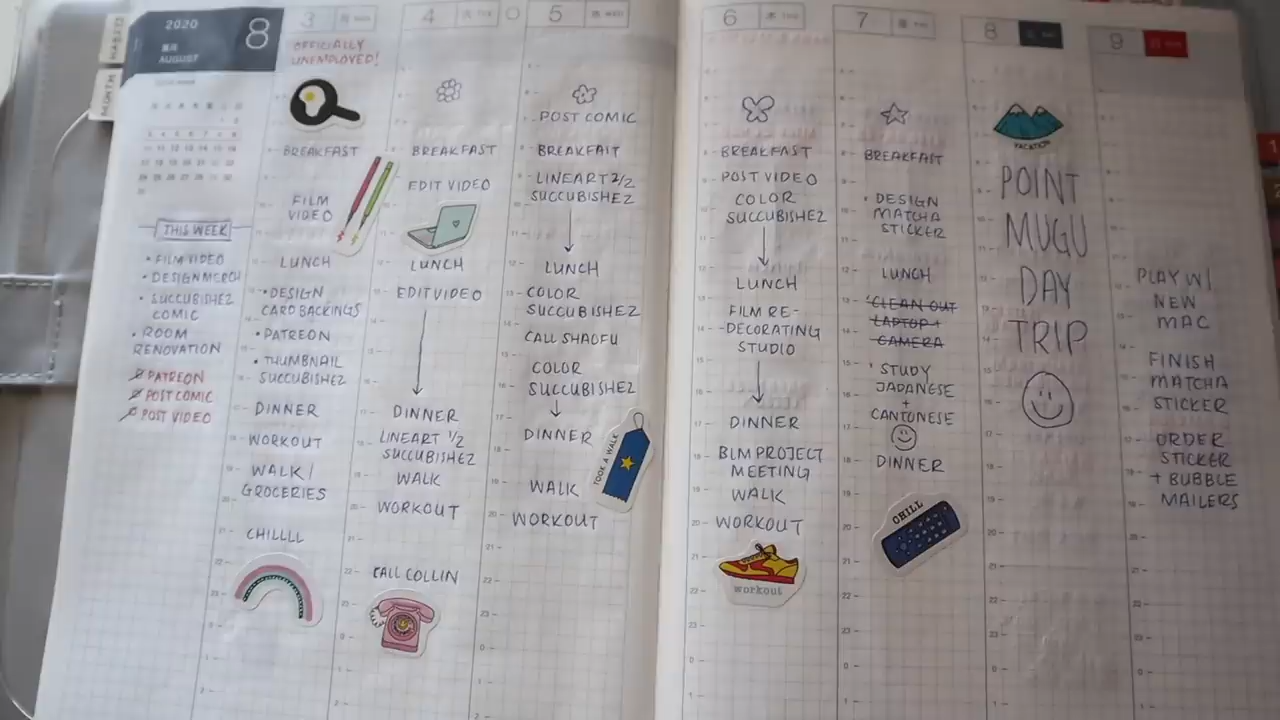 2020
8
AUGUST
THIS WEEK
• FILM VIDEO
• DESIGN MERCH
• SUCCUBISHEZ
COMIC
• ROOM
RENOVATION
PATREON
POST COMIC
POST VIDEO
MONTH
3
OFFICIALLY
UNEMPLOYED!
BREAKFAST
FILM
VIDEO
LUNCH
• DESIGN
CARD BACKINGS
• PATREON
• THUMBNAIL
SUCCUBISHEZ
DINNER
WORKOUT
WALK /
GROCERIES
CHILLLL
4
BREAKFAST
EDIT VIDEO
LUNCH
EDIT VIDEO
DINNER
LINEART 1/2
SUCCUBISHEZ
WALK
WORKOUT
CALL COLLIN
5
POST COMIC
BREAKFAST
LINEART 2/2
SUCCUBISHEZ
LUNCH
COLOR
SUCCUBISHEZ
CALL SHAOFU
COLOR
SUCCUBISHEZ
DINNER
TOOK A WALK
WALK
WORKOUT
6
BREAKFAST
POST VIDEO
COLOR
SUCCUBISHEZ
LUNCH
FILM RE-
DECORATING
STUDIO
DINNER
BLM PROJECT
MEETING
WALK
WORKOUT
workout
7
BREAKFAST
• DESIGN
MATCHA
STICKER
LUNCH
• CLEAN OUT
LAPTOP +
CAMERA
• STUDY
JAPANESE
+
CANTONESE
DINNER
CHILL
8
VACATION
POINT
MUGU
DAY
TRIP
9
PLAY W/
NEW
MAC
FINISH
MATCHA
STICKER
ORDER
STICKER
+ BUBBLE
MAILERS